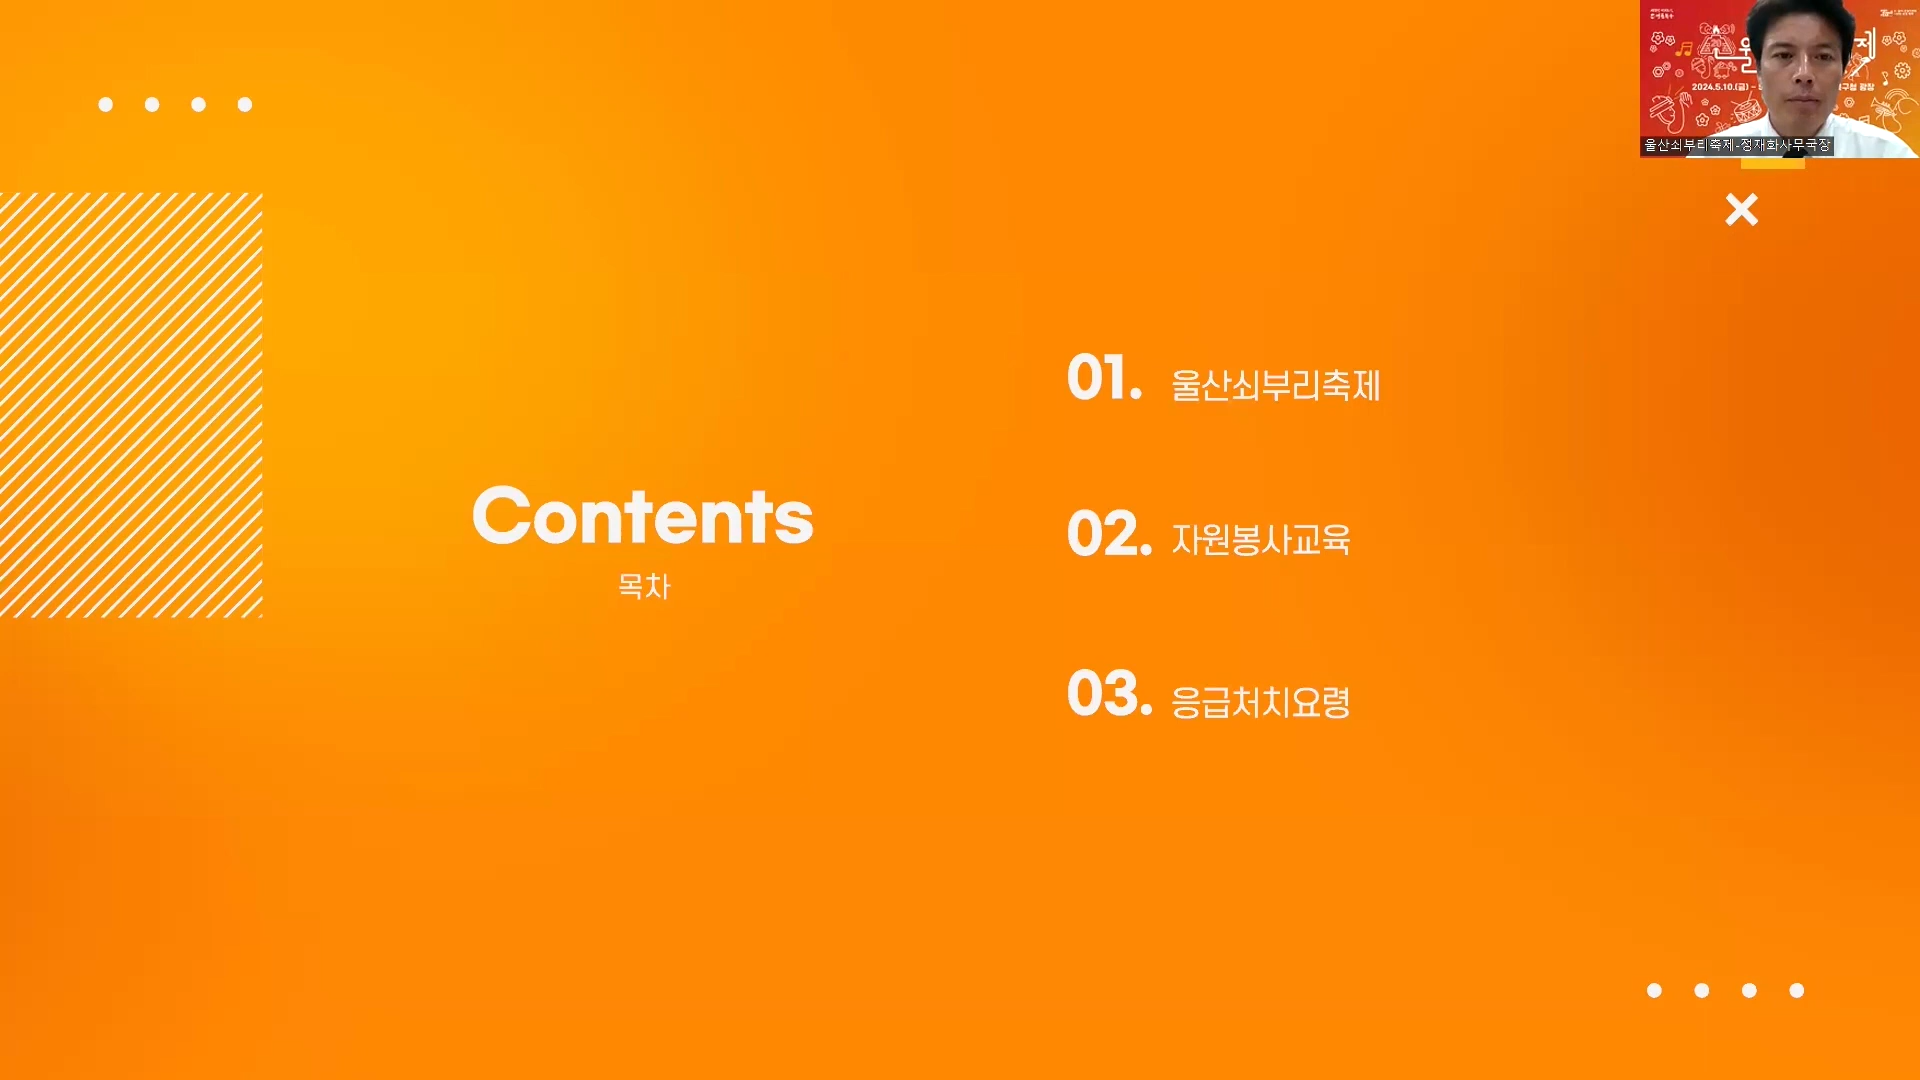 2024.5.10.(금) ~
울산쇠부리축제-정재화사무국장
Contents
목차
01. 울산쇠부리축제
02. 자원봉사교육
03. 응급처치요령